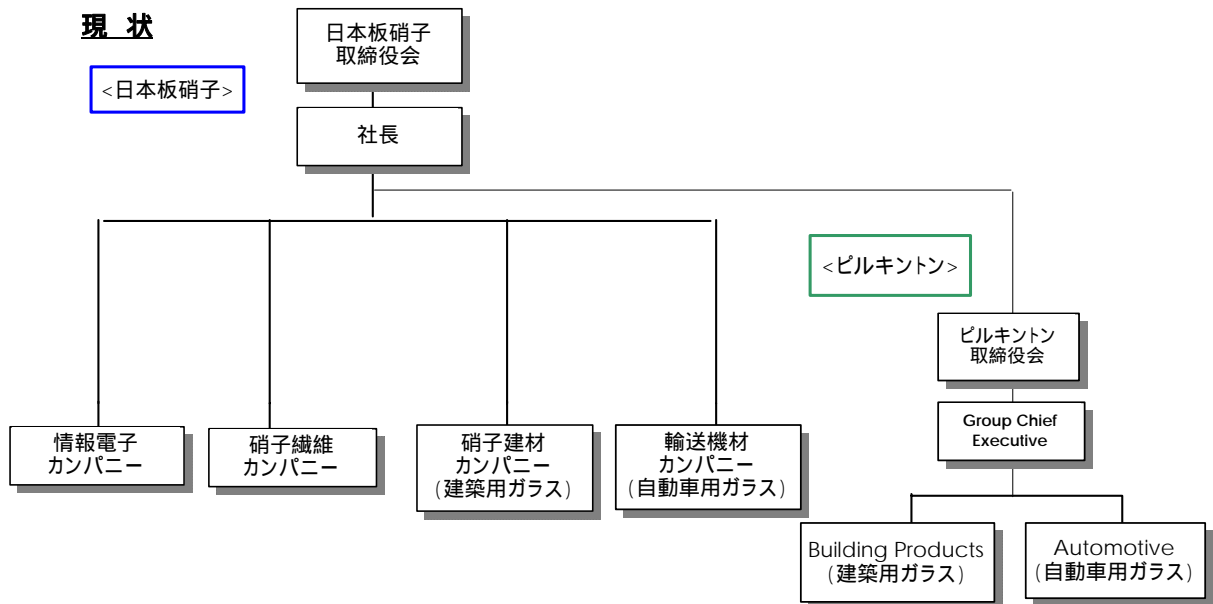 現 状
日本板硝子
取締役会
<日本板硝子>
社長
<ピルキントン>
ピルキントン
取締役会
Group Chief
Executive
情報電子
カンパニー
硝子繊維
カンパニー
硝子建材
カンパニー
(建築用ガラス)
輸送機材
カンパニー
(自動車用ガラス)
Building Products
(建築用ガラス)
Automotive
(自動車用ガラス)